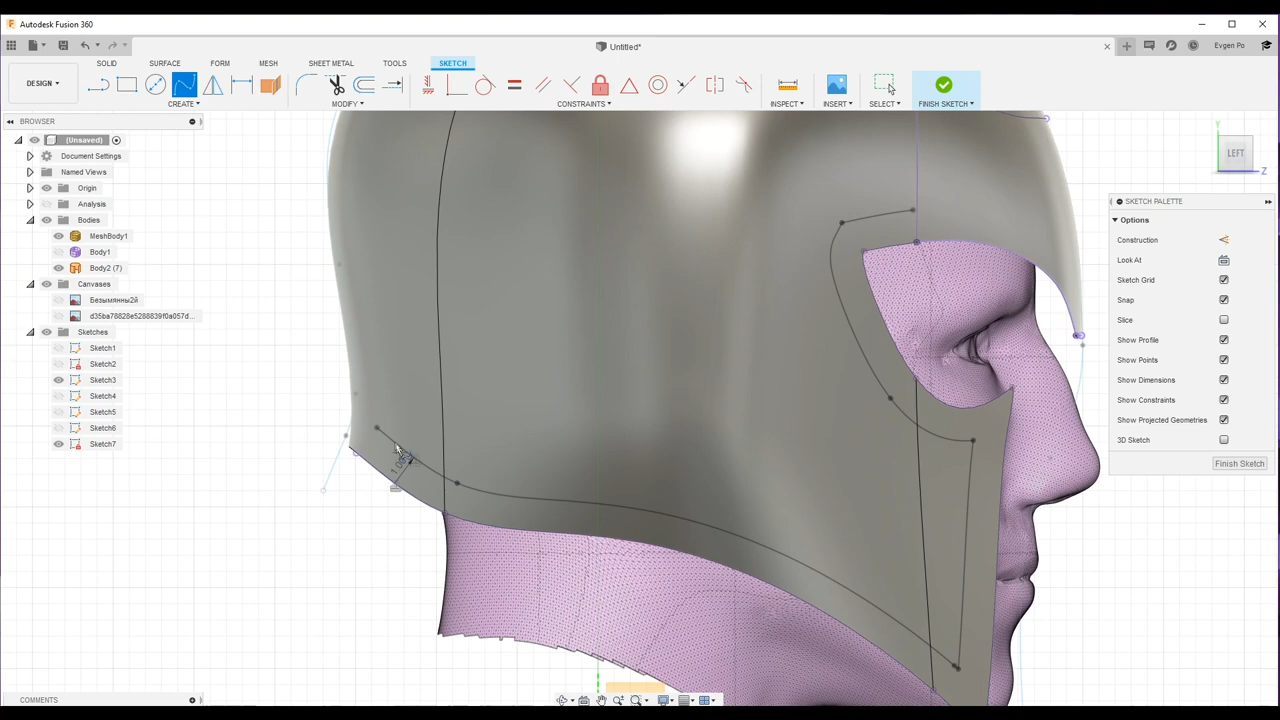 Autodesk Fusion 360
Untitled*
Evgen Po
DESIGN
SOLID
SURFACE
FORM
MESH
SHEET METAL
TOOLS
SKETCH
CREATE
MODIFY
CONSTRAINTS
INSPECT
INSERT
SELECT
FINISH SKETCH
BROWSER
(Unsaved)
Document Settings
Named Views
Origin
Analysis
Bodies
MeshBody1
Body1
Body2 (7)
Canvases
Безымянны2й
d35ba78828e5288839f0a057d...
Sketches
Sketch1
Sketch2
Sketch3
Sketch4
Sketch5
Sketch6
Sketch7
Y
LEFT
Z
SKETCH PALETTE
Options
Construction
Look At
Sketch Grid
Snap
Slice
Show Profile
Show Points
Show Dimensions
Show Constraints
Show Projected Geometries
3D Sketch
Finish Sketch
COMMENTS